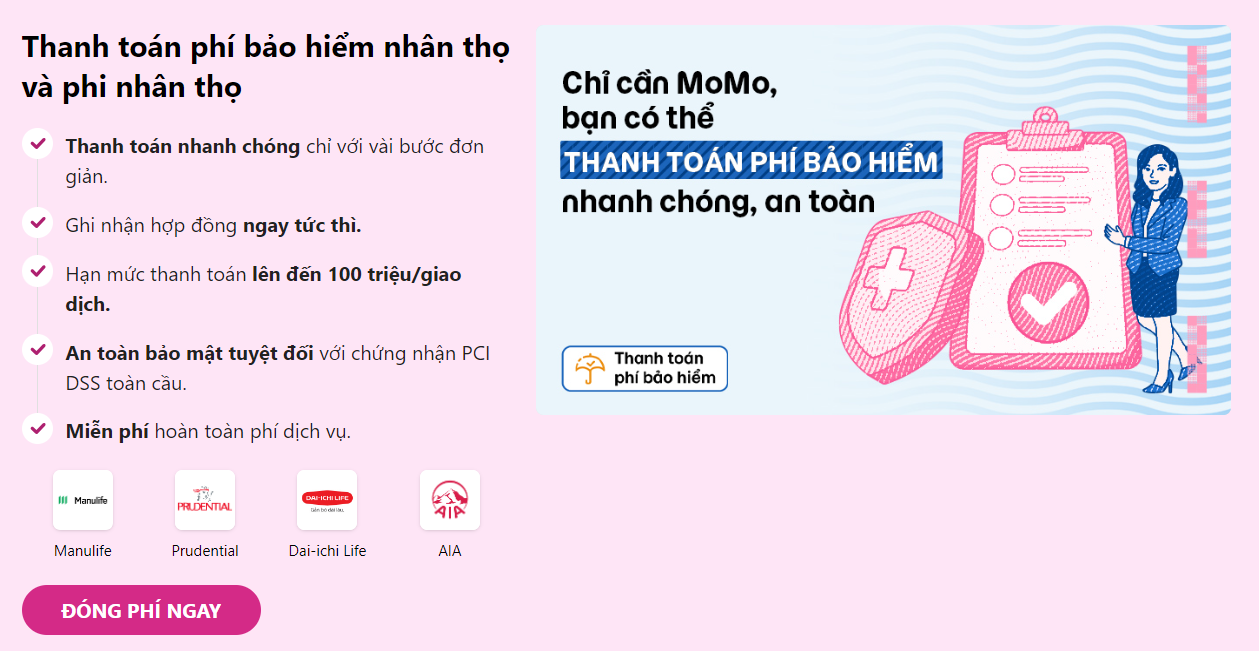 Thanh toán phí bảo hiểm nhân thọ
và phi nhân thọ
Thanh toán nhanh chóng chỉ với vài bước đơn
giản.
Ghi nhận hợp đồng ngay tức thì.
Hạn mức thanh toán lên đến 100 triệu/giao
dịch.
An toàn bảo mật tuyệt đối với chứng nhận PCI
DSS toàn cầu.
Miễn phí hoàn toàn phí dịch vụ.
Manulife
PRUDENTIAL
DAI-ICHI LIFE
Gắn bó dài lâu.
AIA
Manulife
Prudential
Dai-ichi Life
AIA
ĐÓNG PHÍ NGAY
Chỉ cần MoMo,
bạn có thể
THANH TOÁN PHÍ BẢO HIỂM
nhanh chóng, an toàn
Thanh toán
phí bảo hiểm